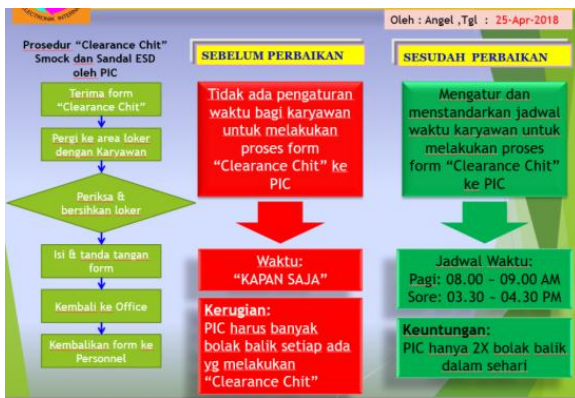 ELECTRONIK INTERN
Oleh : Angel ,Tgl : 25-Apr-2018
Prosedur “Clearance Chit”
Smock dan Sandal ESD
oleh PIC
Terima form
“Clearance Chit”
Pergi ke area loker
dengan Karyawan
Periksa &
bersihkan loker
Isi & tanda tangan
form
Kembali ke Office
Kembalikan form ke
Personnel
SEBELUM PERBAIKAN
Tidak ada pengaturan
waktu bagi karyawan
untuk melakukan
proses form
“Clearance Chit” ke
PIC
Waktu:
“KAPAN SAJA”
Kerugian:
PIC harus banyak
bolak balik setiap ada
yg melakukan
“Clearance Chit”
SESUDAH PERBAIKAN
Mengatur dan
menstandarkan jadwal
waktu karyawan untuk
melakukan proses
form “Clearance Chit”
ke PIC
Jadwal Waktu:
Pagi: 08.00 ~ 09.00 AM
Sore: 03.30 ~ 04.30 PM
Keuntungan:
PIC hanya 2X bolak balik
dalam sehari